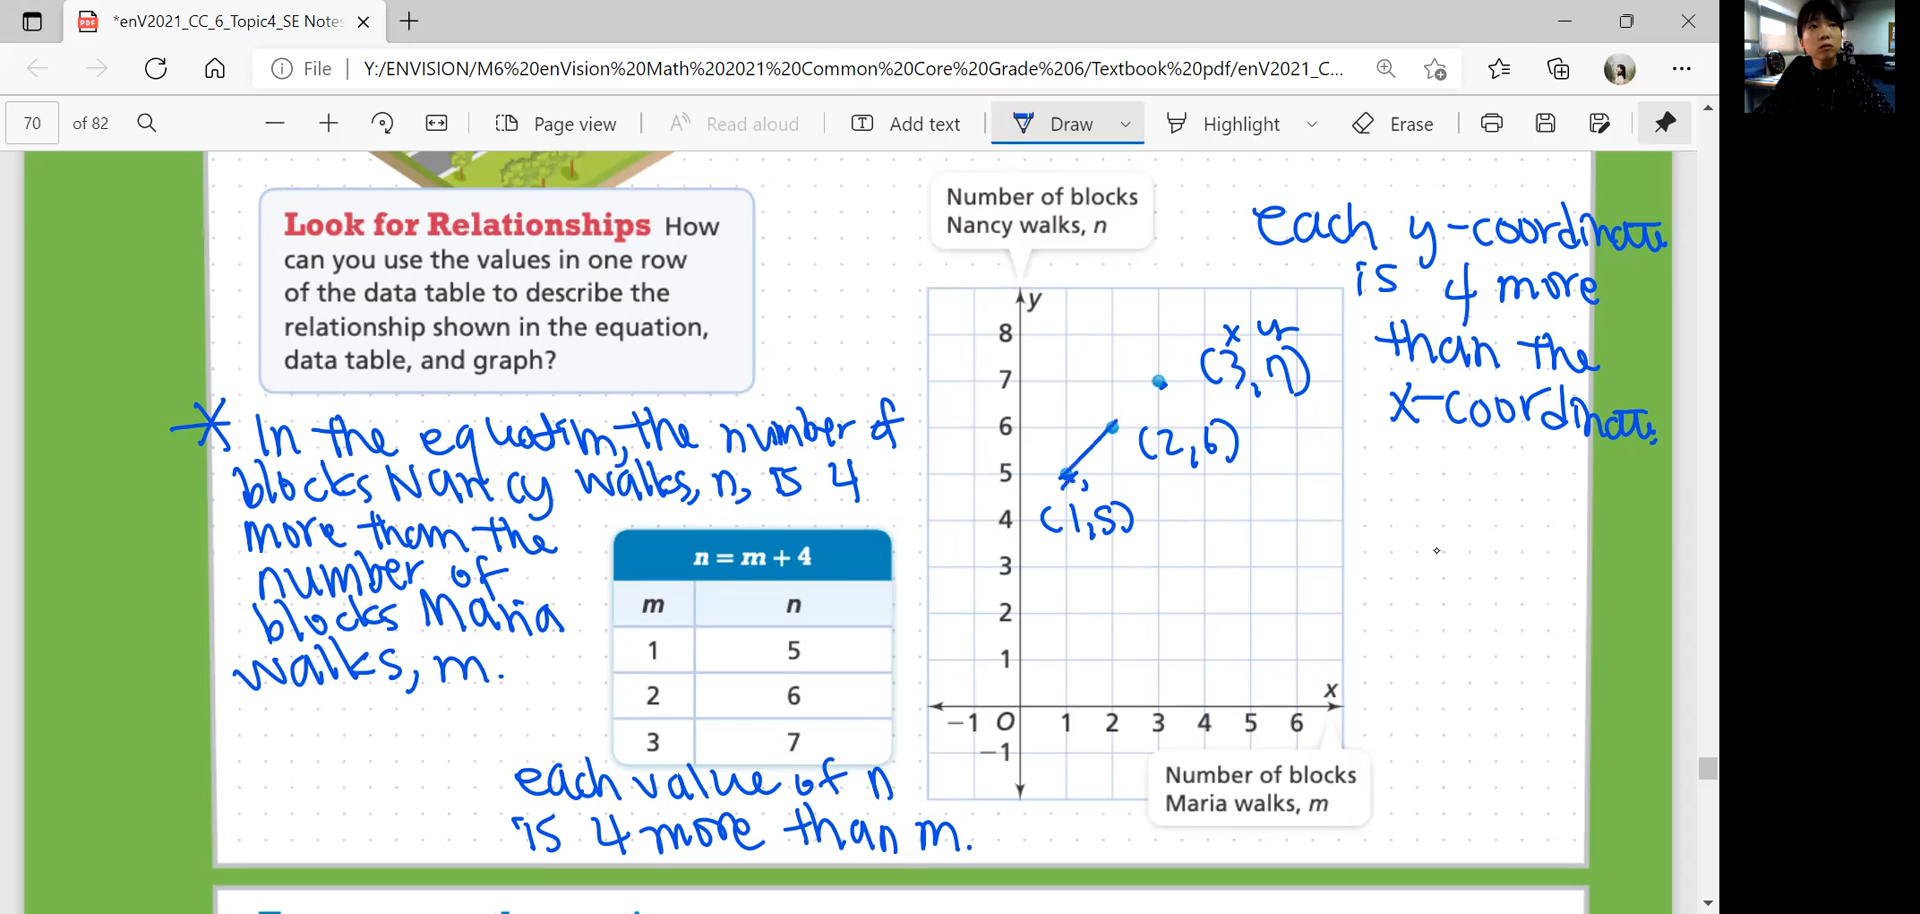 *enV2021_CC_6_Topic4_SE Notes
File
Y:/ENVISION/M6%20enVision%20Math%202021%20Common%20Core%20Grade%206/Textbook%20pdf/enV2021_C...
70 of 82
Page view
Read aloud
Add text
Draw
Highlight
Erase
Look for Relationships How
can you use the values in one row
of the data table to describe the
relationship shown in the equation,
data table, and graph?
* In the equation, the number of
blocks Nancy walks, n, is 4
more than the
number of
blocks Maria
walks, m.
n = m + 4
m n
1 5
2 6
3 7
each value of n
is 4 more than m.
Number of blocks
Nancy walks, n
y
8
7
6
5
4
3
2
1
-1 O 1 2 3 4 5 6
x
-1
x y
(3,7)
(2,6)
(1,5)
Number of blocks
Maria walks, m
each y-coordinate
is 4 more
than the
x-coordinate.